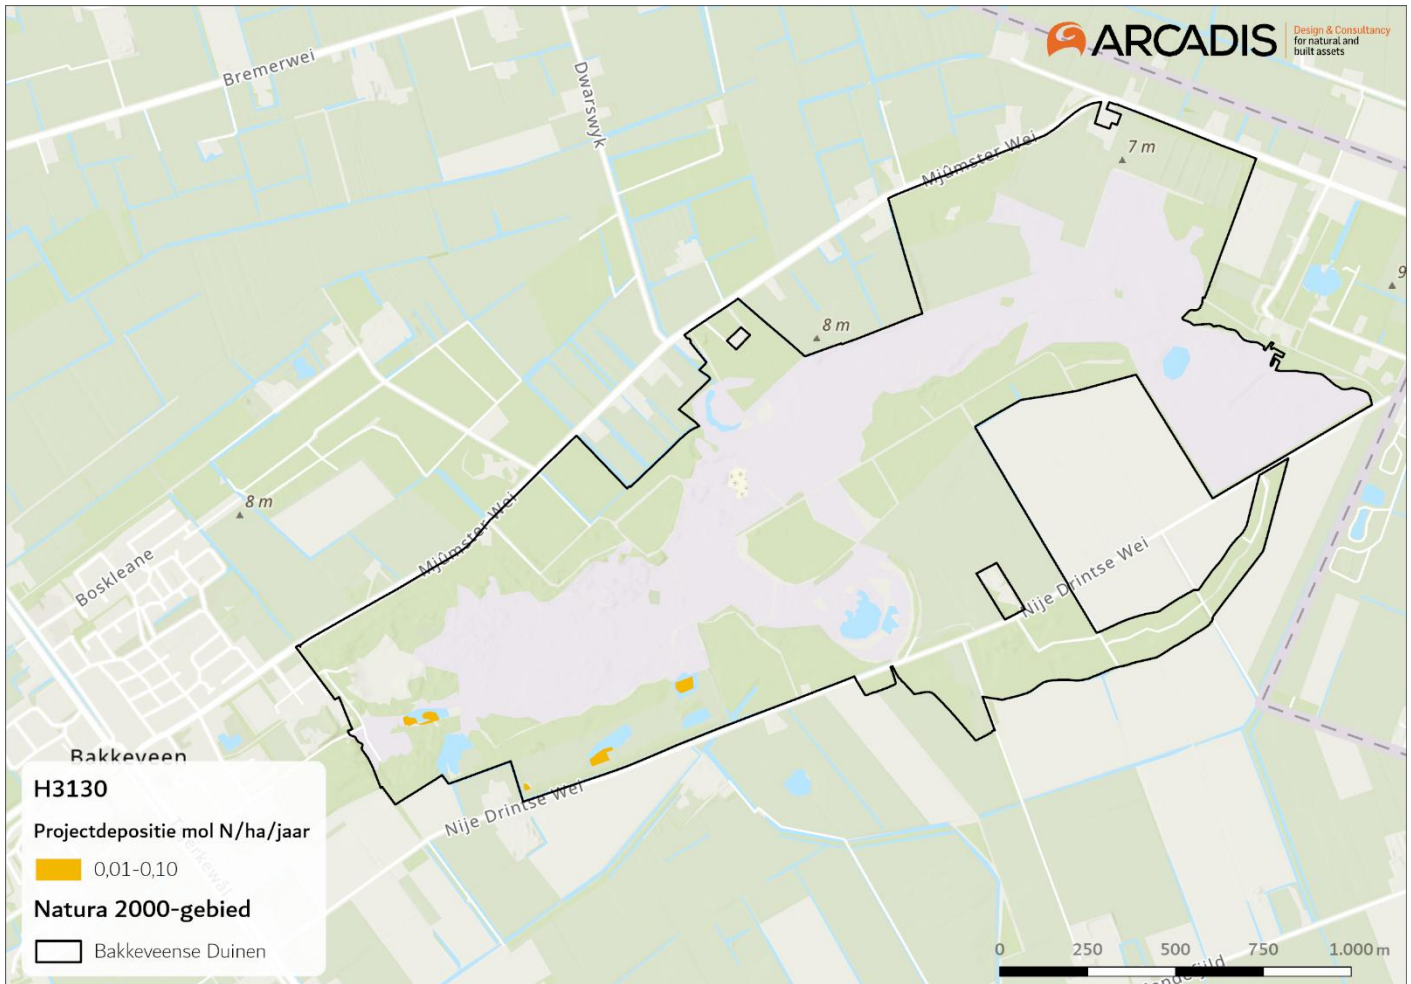 ARCADIS
Design & Consultancy
for natural and
built assets
Bremerwei
Dwarswyk
Mjûmster Wei
7 m
9
8 m
8 m
Mjûmster Wei
Boskleane
Nije Drintse Wei
Bakkeveen
Nije Drintse Wei
H3130
Projectdepositie mol N/ha/jaar
0,01-0,10
Natura 2000-gebied
Bakkeveense Duinen
0 250 500 750 1.000 m